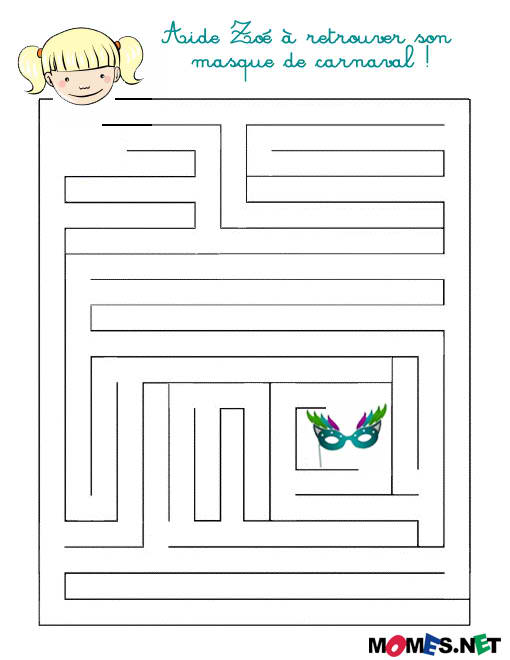 Aide Zoé à retrouver son
masque de carnaval !
MOMES.NET